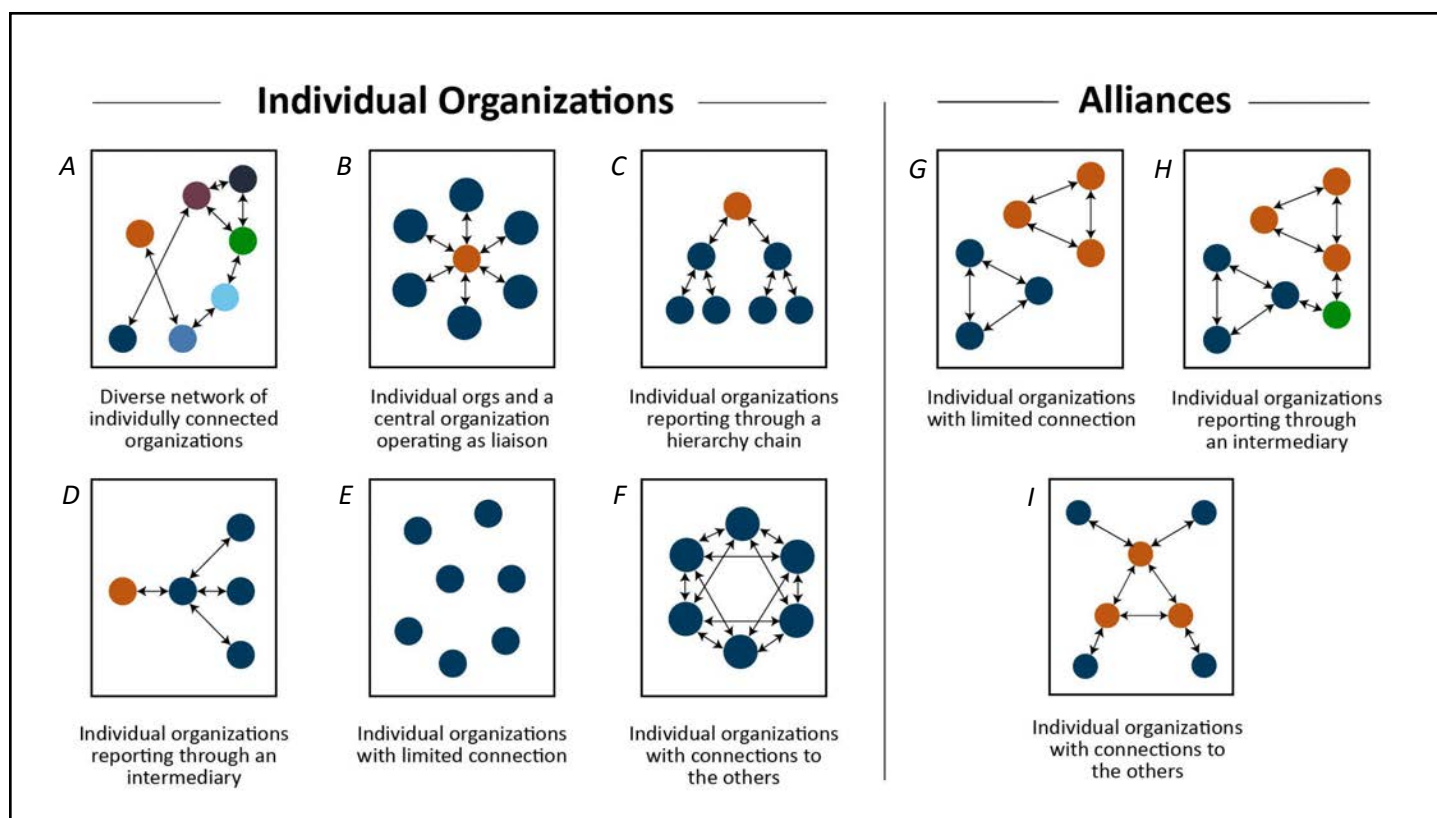 Individual Organizations
Alliances
A
B
C
G
H
Diverse network of
individully connected
organizations
Individual orgs and a
central organization
operating as liaison
Individual organizations
reporting through a
hierarchy chain
Individual organizations
with limited connection
Individual organizations
reporting through
an intermediary
D
E
F
I
Individual organizations
reporting through an
intermediary
Individual organizations
with limited connection
Individual organizations
with connections to
the others
Individual organizations
with connections to
the others